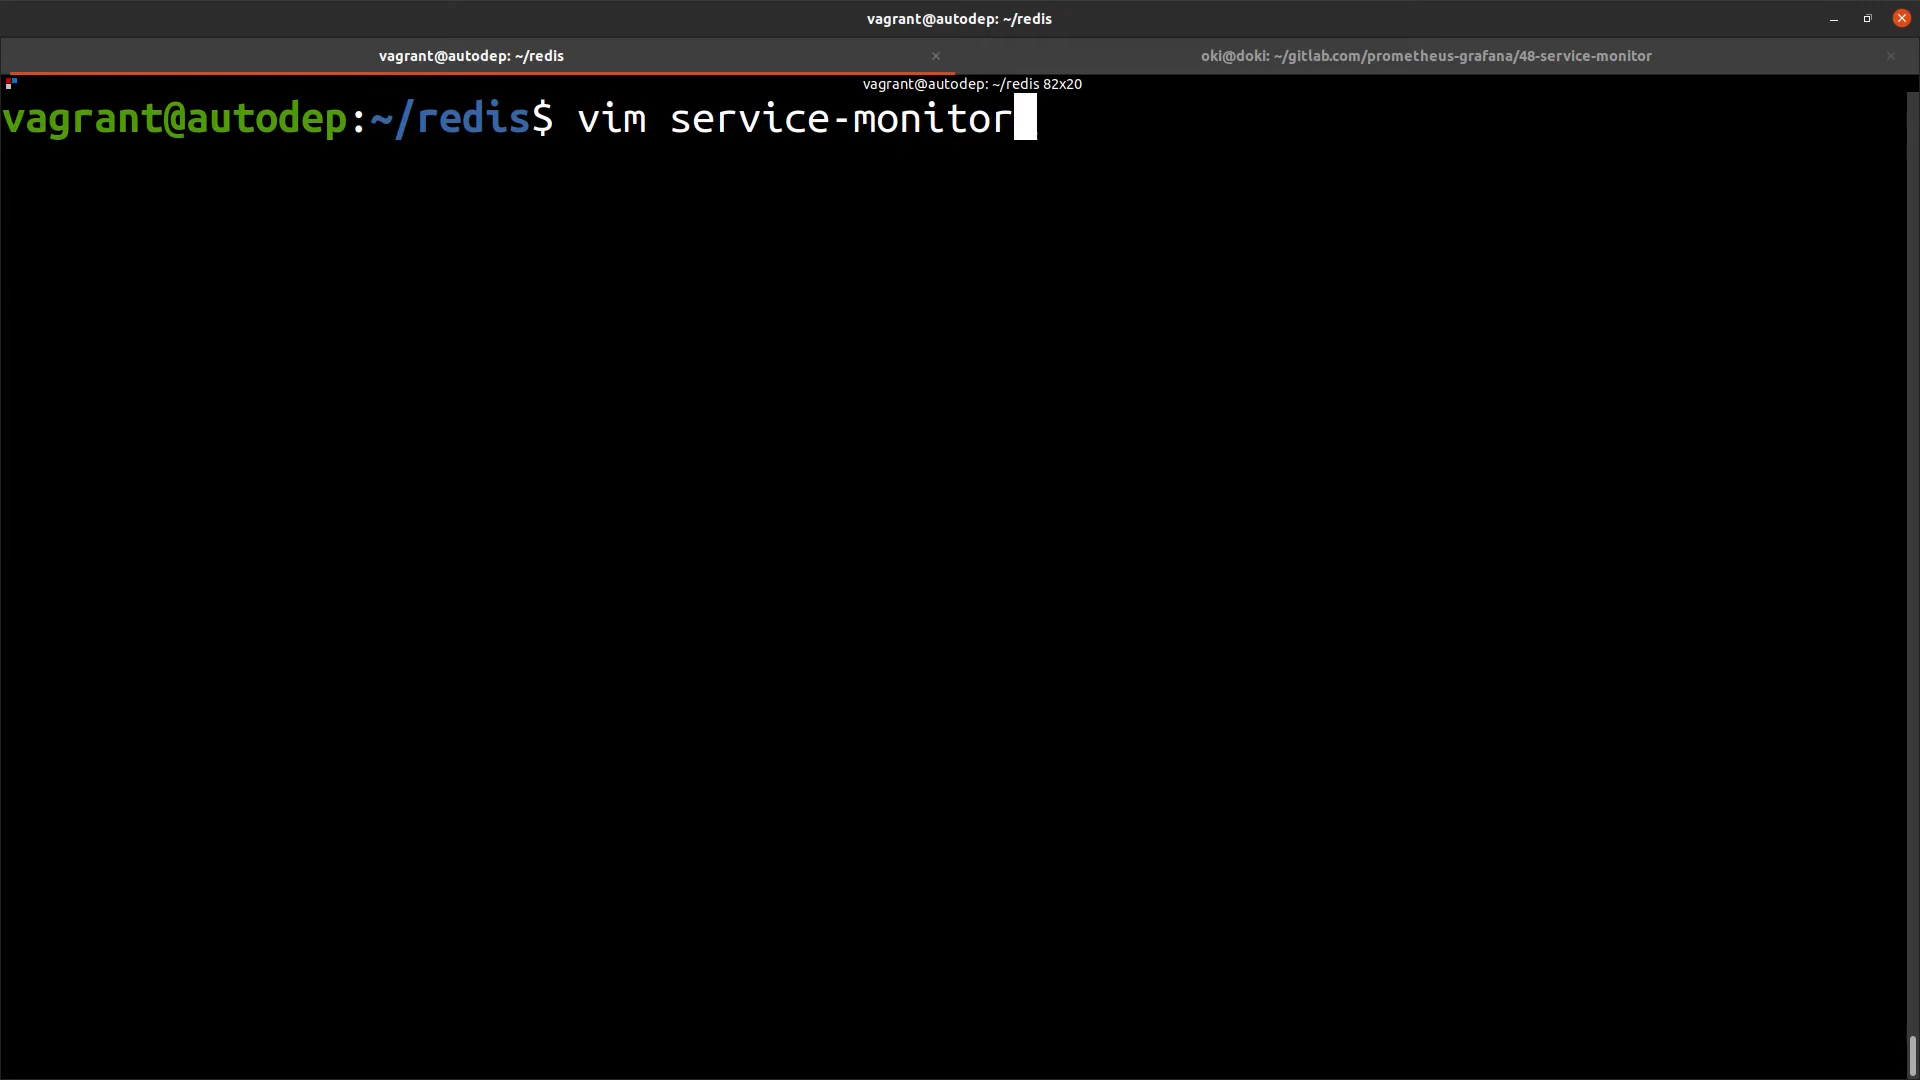 vagrant@autodep: ~/redis
vagrant@autodep: ~/redis
oki@doki: ~/gitlab.com/prometheus-grafana/48-service-monitor
vagrant@autodep: ~/redis 82x20
vagrant@autodep:~/redis$ vim service-monitor